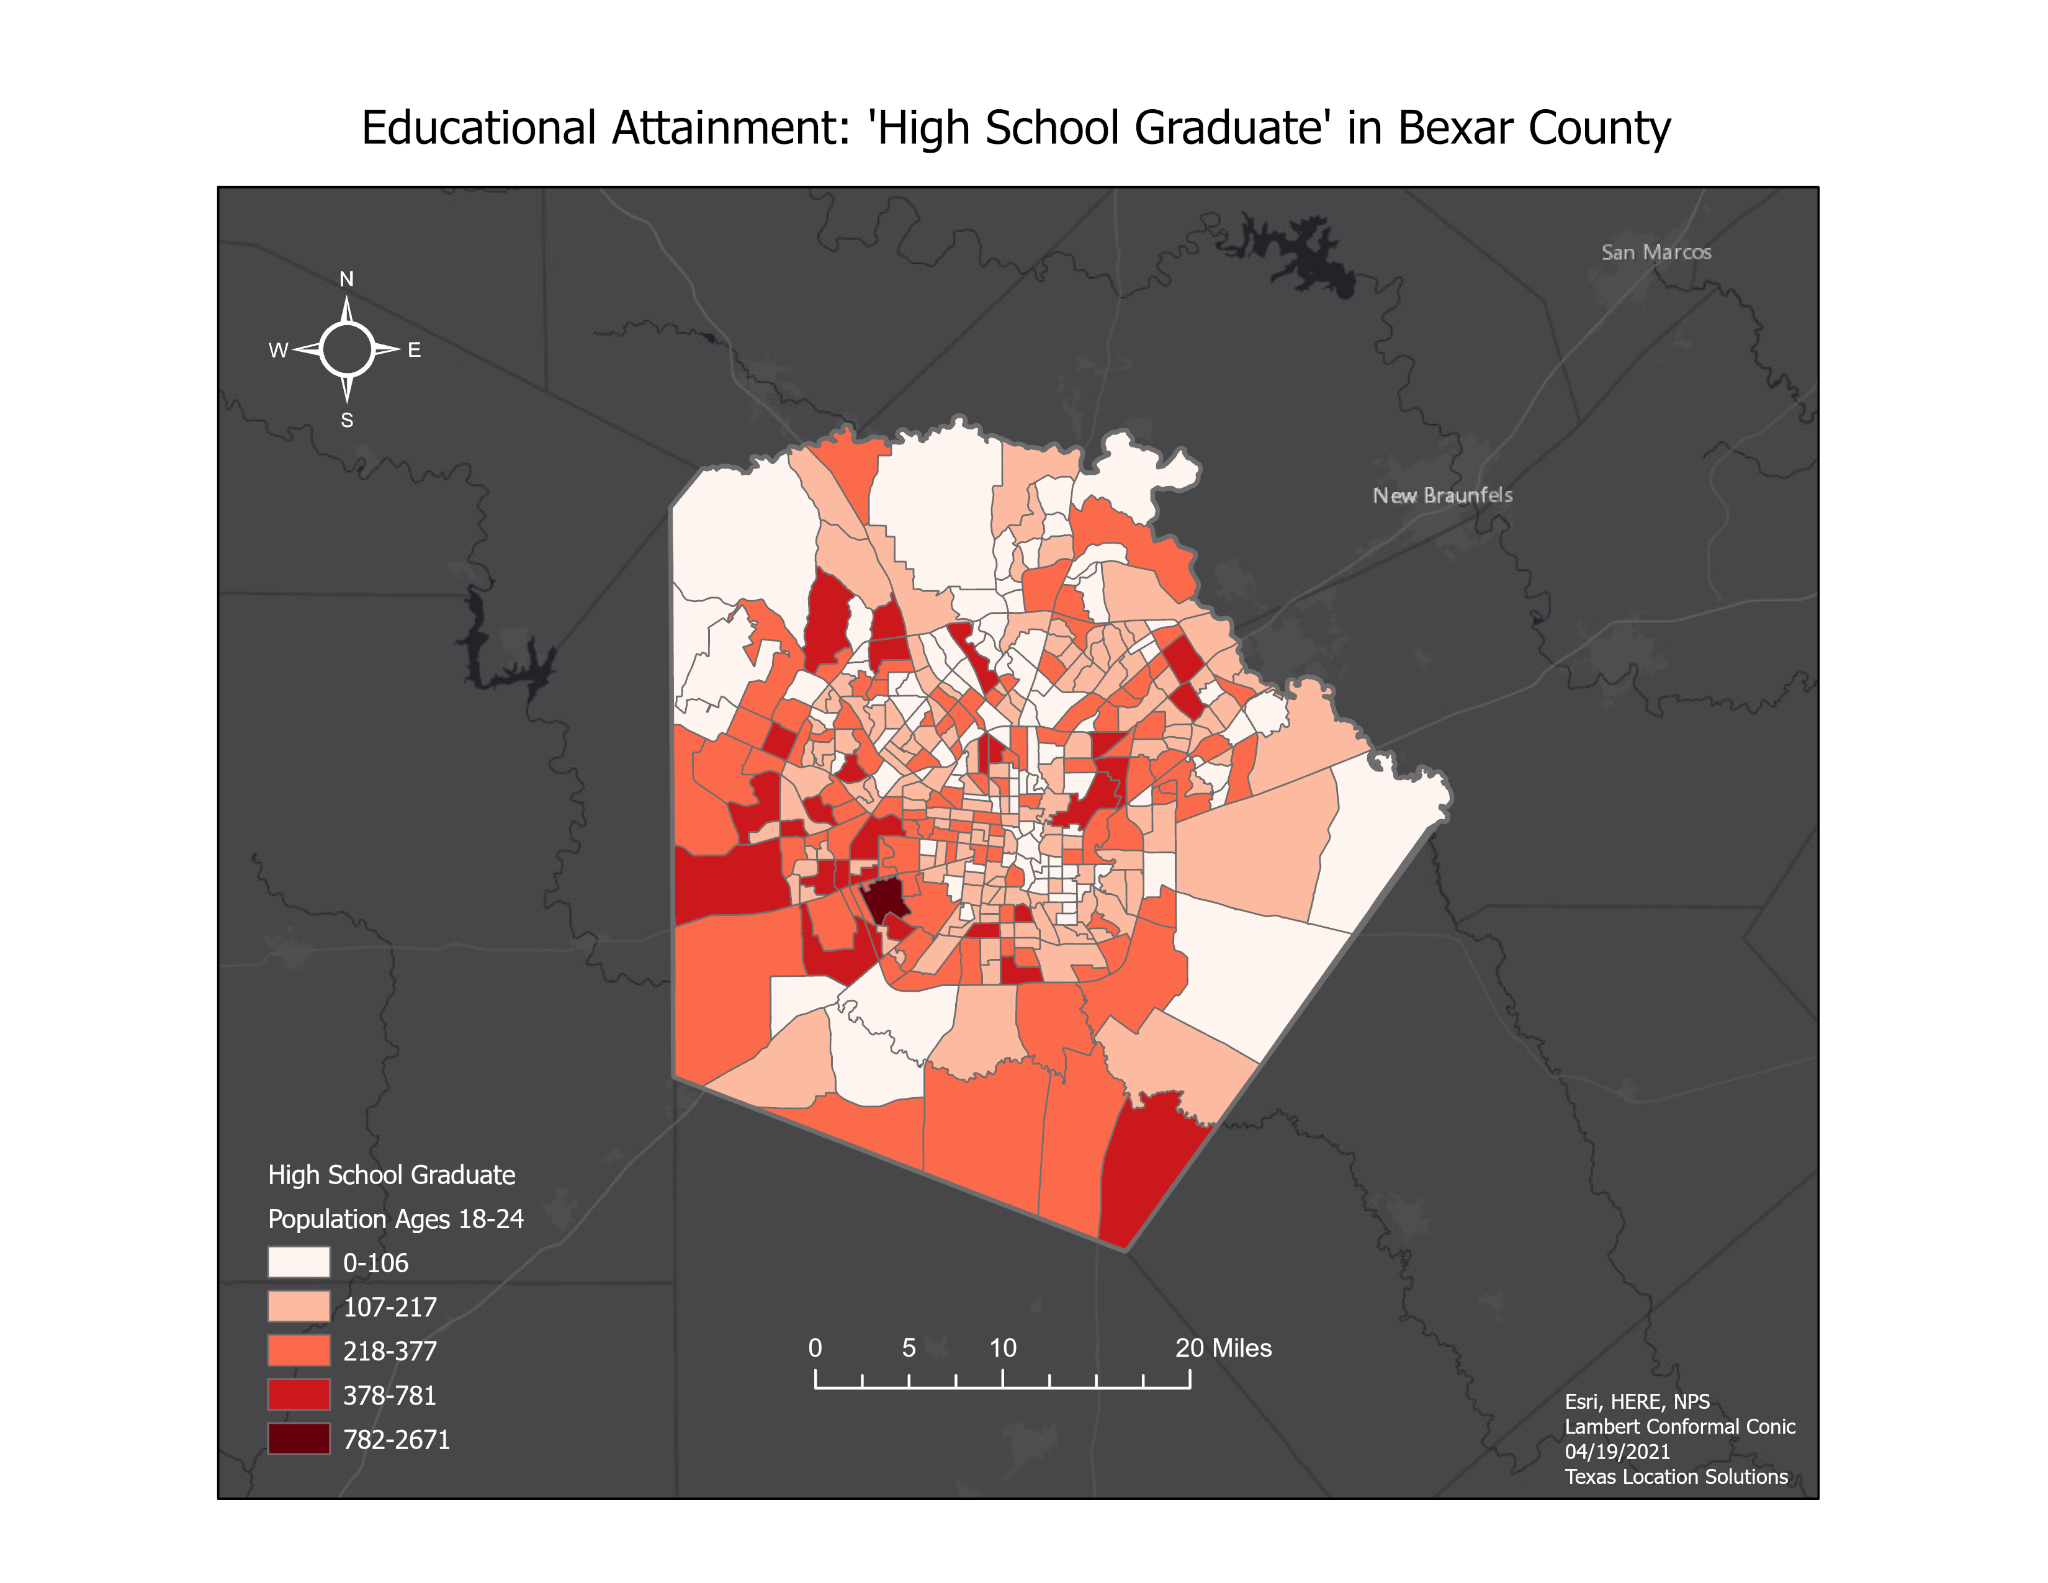 Educational Attainment: 'High School Graduate' in Bexar County
San Marcos
N
W E
S
New Braunfels
High School Graduate
Population Ages 18-24
0-106
107-217
218-377
378-781
782-2671
0 5 10 20 Miles
Esri, HERE, NPS
Lambert Conformal Conic
04/19/2021
Texas Location Solutions